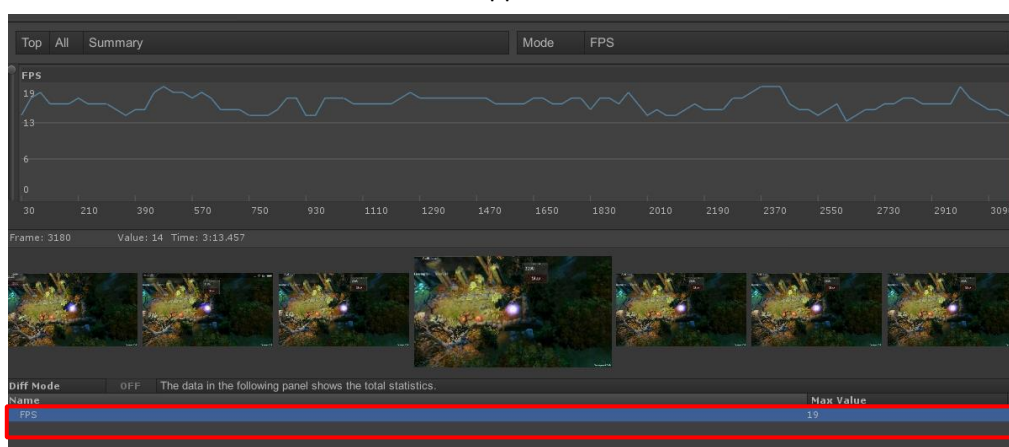 Top All Summary Mode FPS
FPS
19
13
6
0
30 210 390 570 750 930 1110 1290 1470 1650 1830 2010 2190 2370 2550 2730 2910 309
Frame: 3180 Value: 14 Time: 3:13.457
Diff Mode OFF The data in the following panel shows the total statistics.
Name Max Value
FPS 19